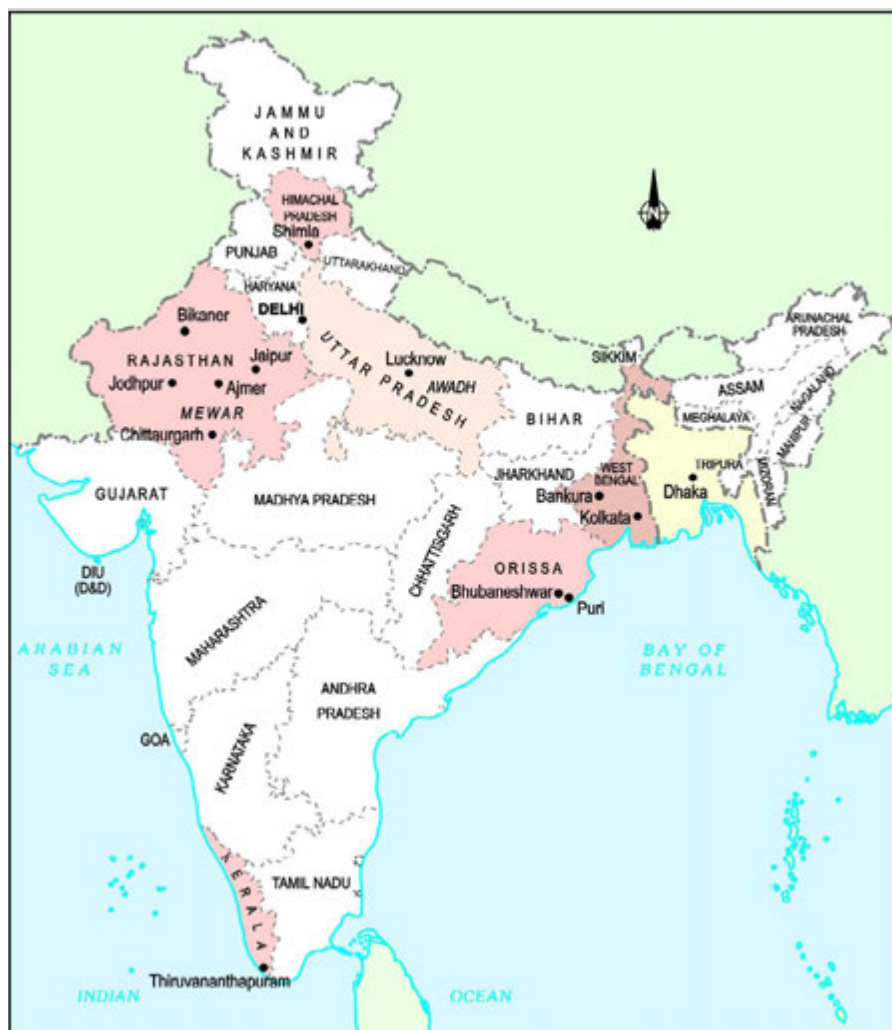 JAMMU
AND
KASHMIR
HIMACHAL
PRADESH
Shimla
PUNJAB
UTTARAKHAND
HARYANA
DELHI
N
Bikaner
RAJASTHAN
Jaipur
Jodhpur
Ajmer
MEWAR
Chittaurgarh
UTTAR PRADESH
Lucknow
AWADH
SIKKIM
ARUNACHAL
PRADESH
ASSAM
NAGALAND
MEGHALAYA
MANIPUR
BIHAR
TRIPURA
MIZORAM
JHARKHAND
WEST
BENGAL
Dhaka
Bankura
Kolkata
GUJARAT
MADHYA PRADESH
CHHATTISGARH
DIU
(D&D)
ORISSA
Bhubaneshwar
Puri
MAHARASHTRA
ARABIAN
SEA
BAY OF
BENGAL
ANDHRA
PRADESH
GOA
KARNATAKA
KERALA
TAMIL NADU
Thiruvananthapuram
INDIAN
OCEAN